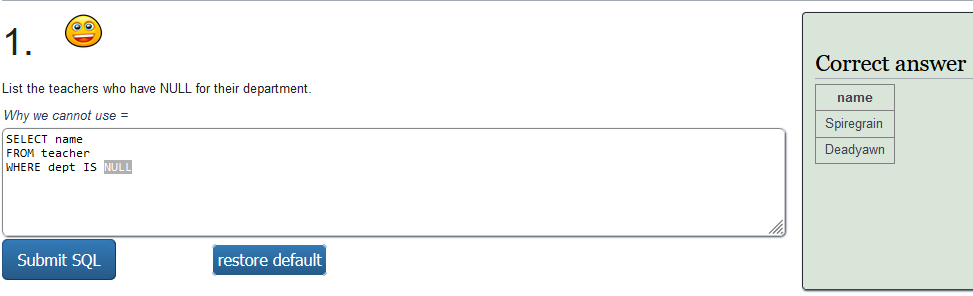 1.
List the teachers who have NULL for their department.
Why we cannot use =
SELECT name
FROM teacher
WHERE dept IS NULL
Submit SQL
restore default
Correct answer
name
Spiregrain
Deadyawn